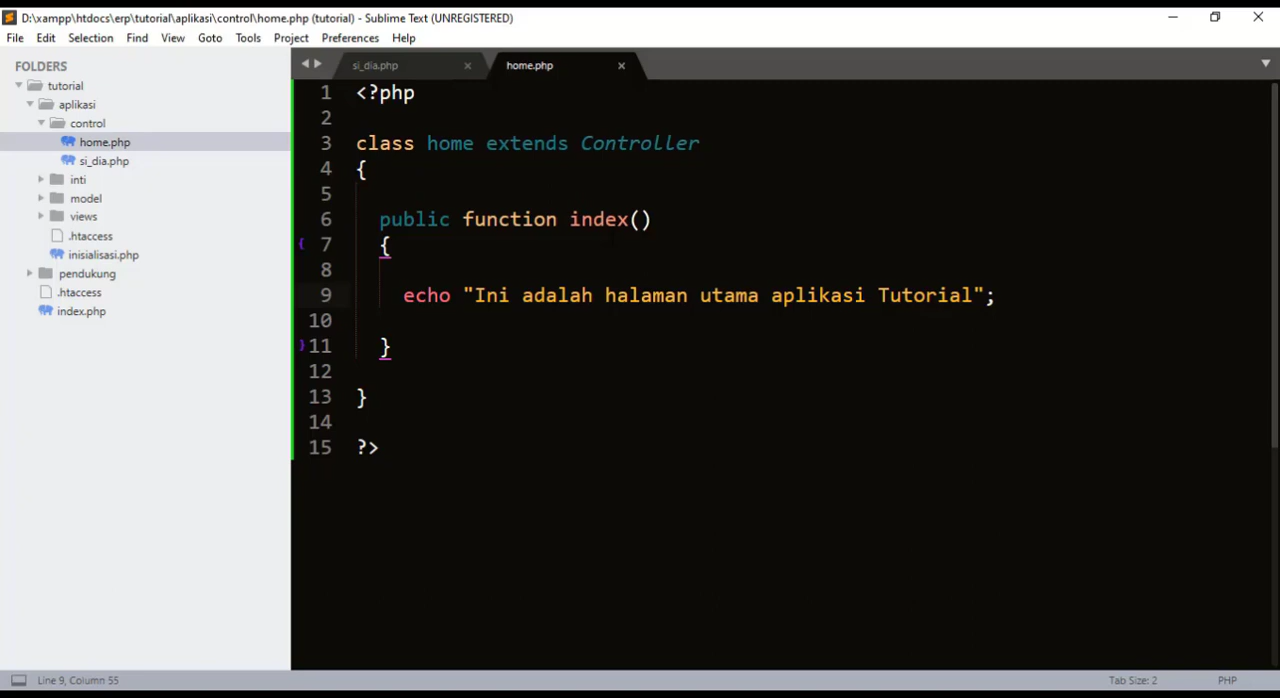 D:\xampp\htdocs\erp\tutorial\aplikasi\control\home.php (tutorial) - Sublime Text (UNREGISTERED)
File Edit Selection Find View Goto Tools Project Preferences Help
FOLDERS
tutorial
aplikasi
control
home.php
si_dia.php
inti
model
views
.htaccess
inisialisasi.php
pendukung
.htaccess
index.php
si_dia.php × home.php ×
1 <?php
2
3 class home extends Controller
4 {
5
6 public function index()
7 {
8
9 echo "Ini adalah halaman utama aplikasi Tutorial";
10
11 }
12
13 }
14
15 ?>
Line 9, Column 55 Tab Size: 2 PHP